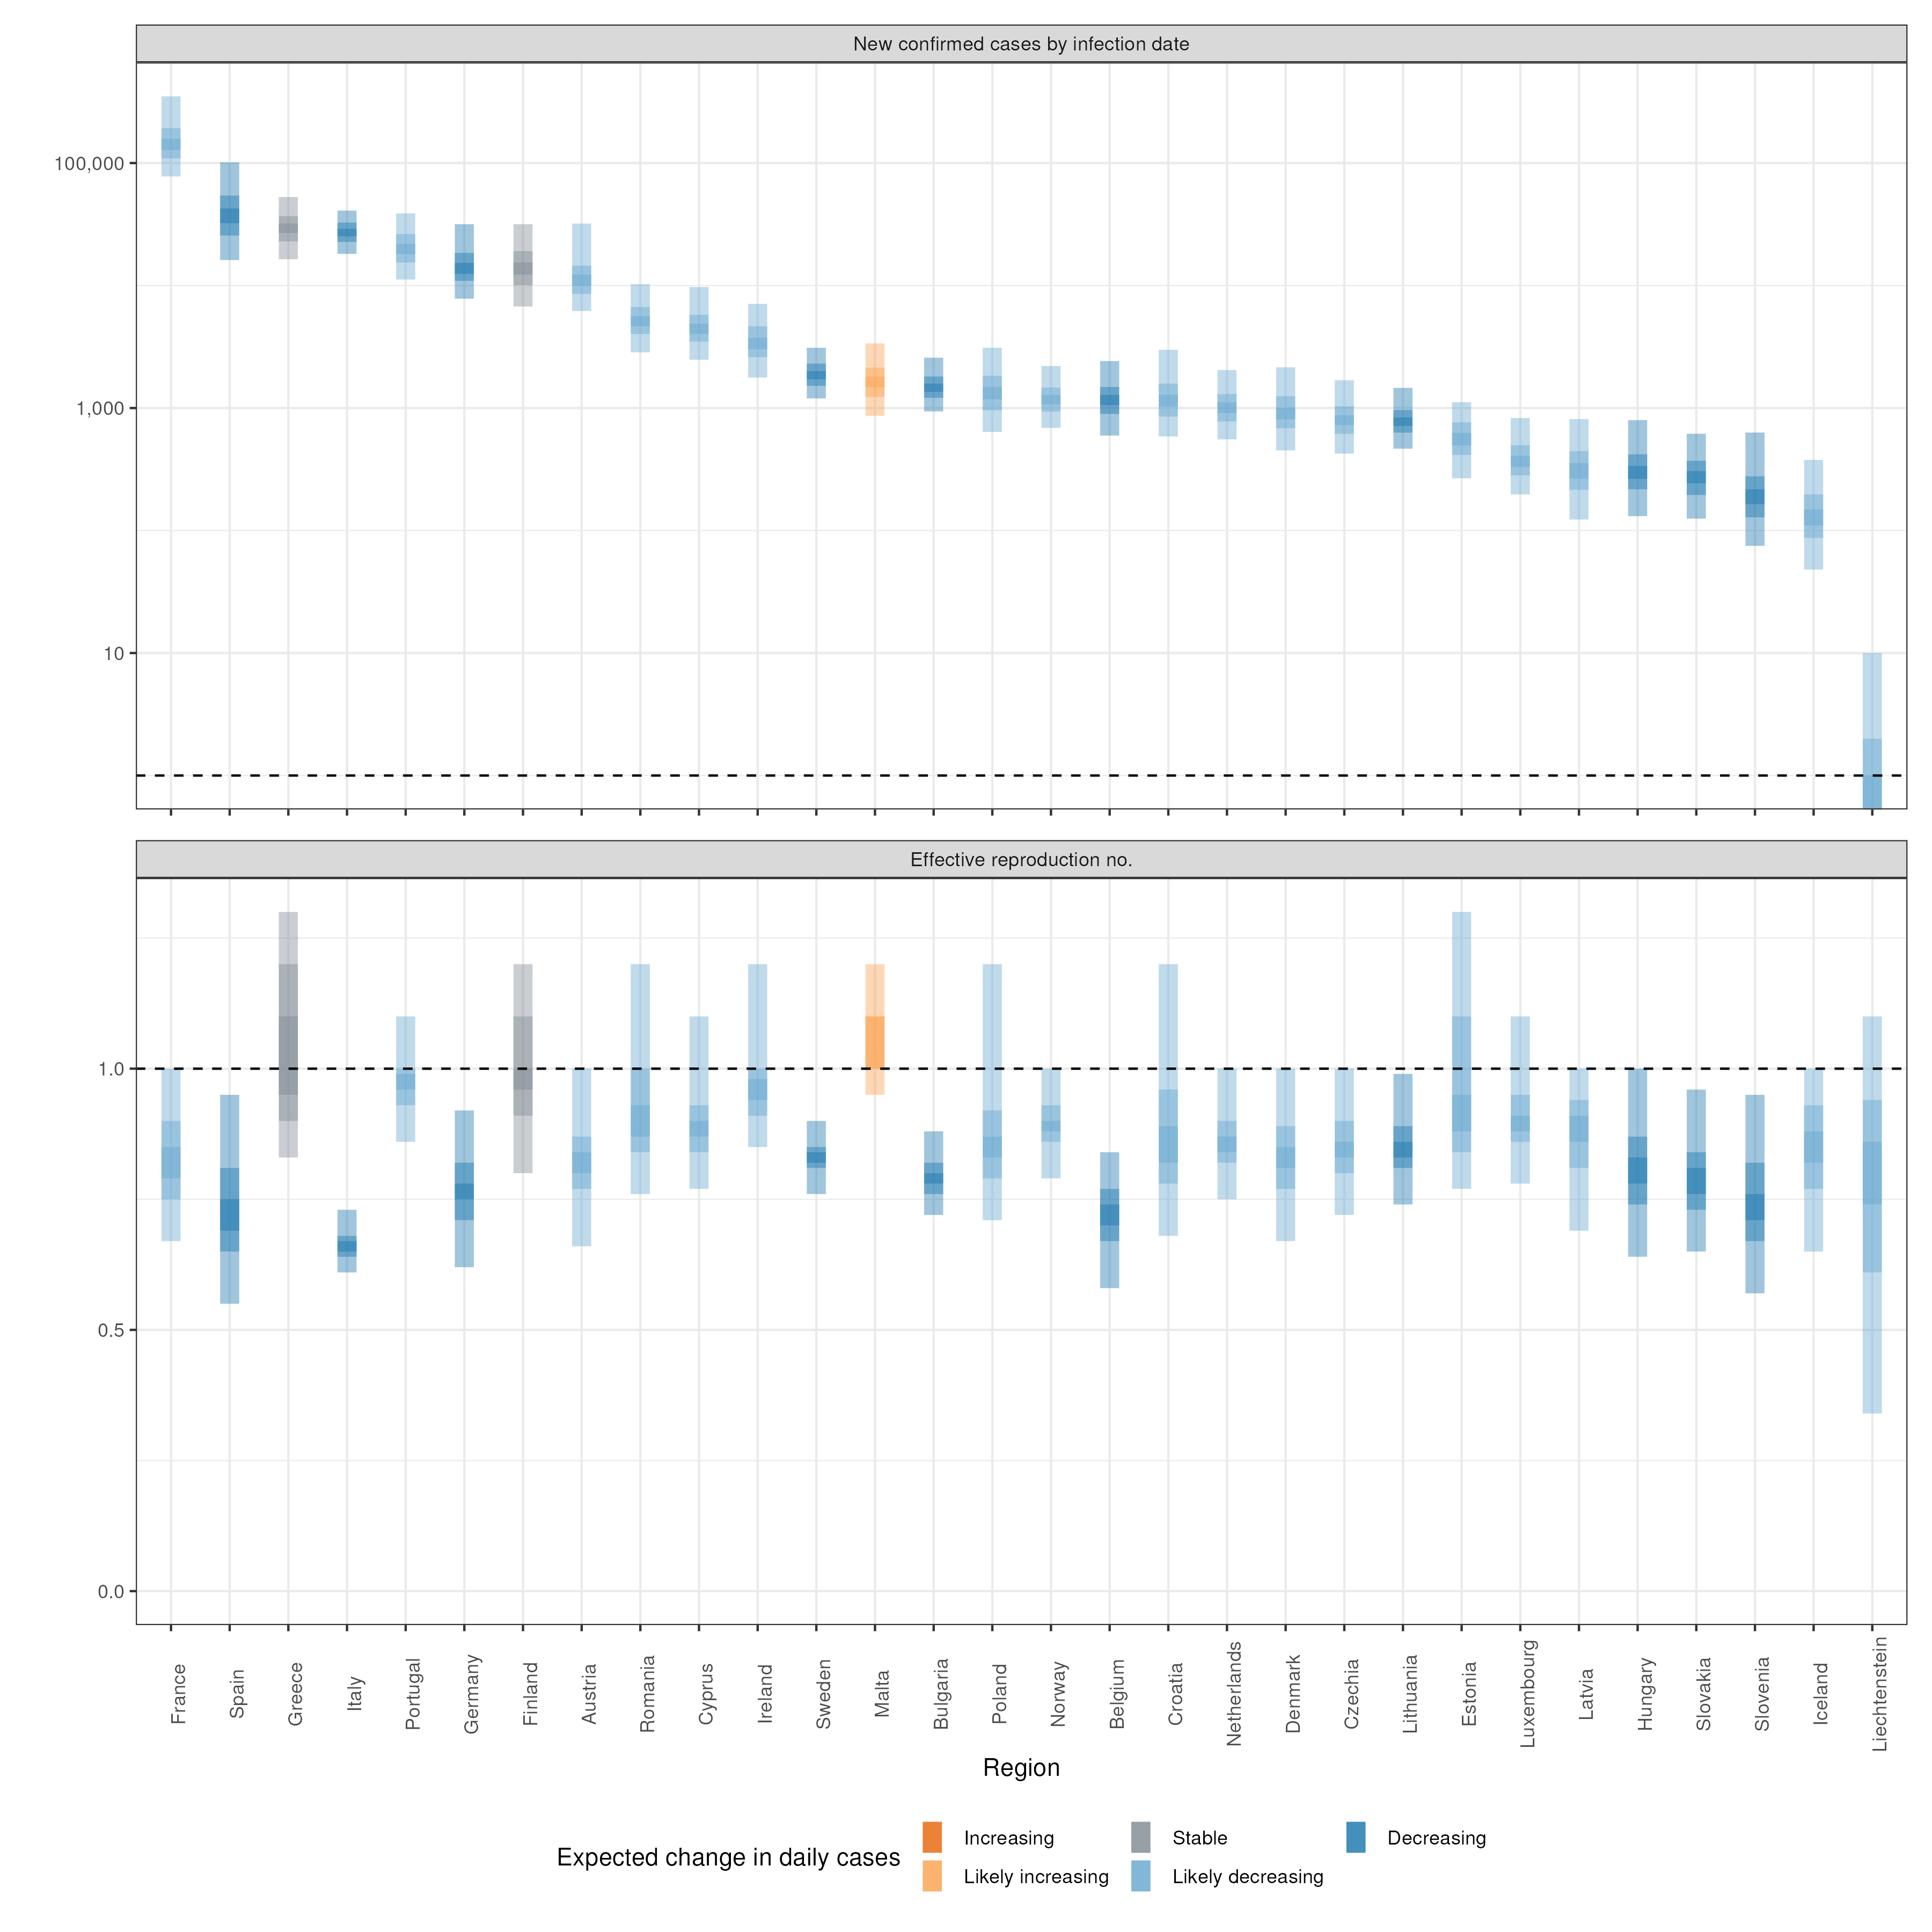 New confirmed cases by infection date
100,000
1,000
10
Effective reproduction no.
1.0
0.5
0.0
France
Spain
Greece
Italy
Portugal
Germany
Finland
Austria
Romania
Cyprus
Ireland
Sweden
Malta
Bulgaria
Poland
Norway
Belgium
Croatia
Netherlands
Denmark
Czechia
Lithuania
Estonia
Luxembourg
Latvia
Hungary
Slovakia
Slovenia
Iceland
Liechtenstein
Region
Expected change in daily cases
Increasing
Likely increasing
Stable
Likely decreasing
Decreasing